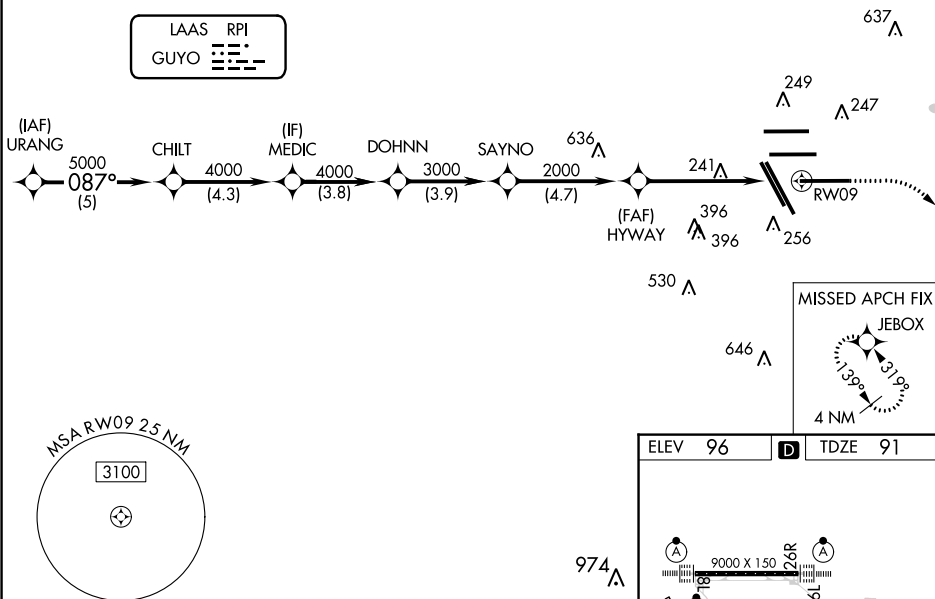 LAAS RPI
GUYO
637
249
247
(IAF)
URANG
5000
087°
(5)
CHILT
4000
(4.3)
(IF)
MEDIC
4000
(3.8)
DOHNN
3000
(3.9)
SAYNO
2000
(4.7)
636
(FAF)
HYWAY
241
RW09
396
396
256
530
646
MISSED APCH FIX
JEBOX
139°
319°
4 NM
MSA RW09 25 NM
3100
ELEV 96
D
TDZE 91
974
A
A
9000 X 150
26R